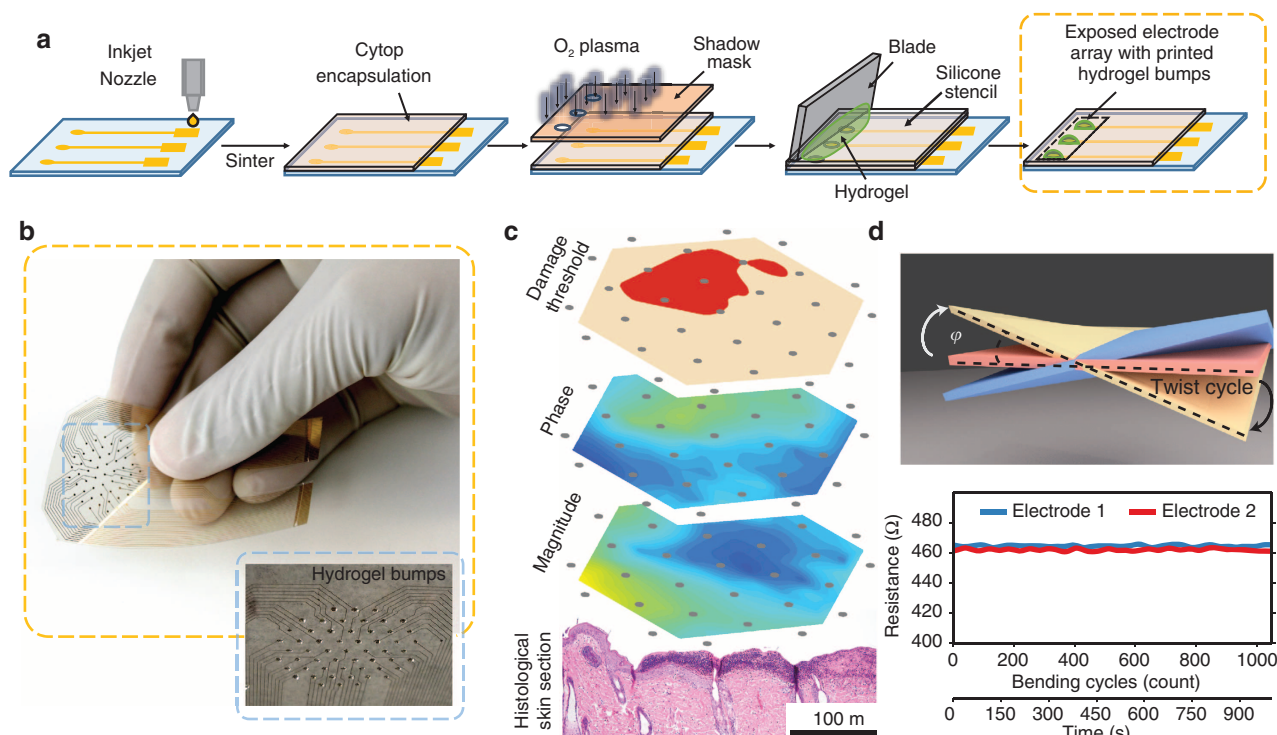 a
Inkjet
Nozzle
Sinter
Cytop
encapsulation
O₂ plasma
Shadow
mask
Blade
Silicone
stencil
Hydrogel
Exposed electrode
array with printed
hydrogel bumps
b
Hydrogel bumps
c
Damage
threshold
Phase
Magnitude
Histological
skin section
100 m
d
φ
Twist cycle
Electrode 1
Electrode 2
Resistance (Ω)
480
460
440
420
400
0 200 400 600 800 1000
Bending cycles (count)
0 150 300 450 600 750 900
Time (s)